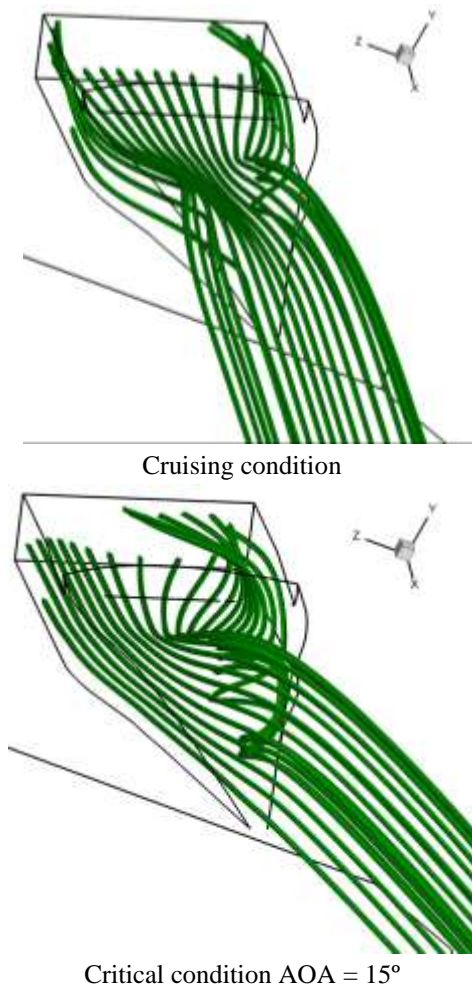 Y
Z
X
Cruising condition
Y
Z
X
Critical condition AOA = 15º